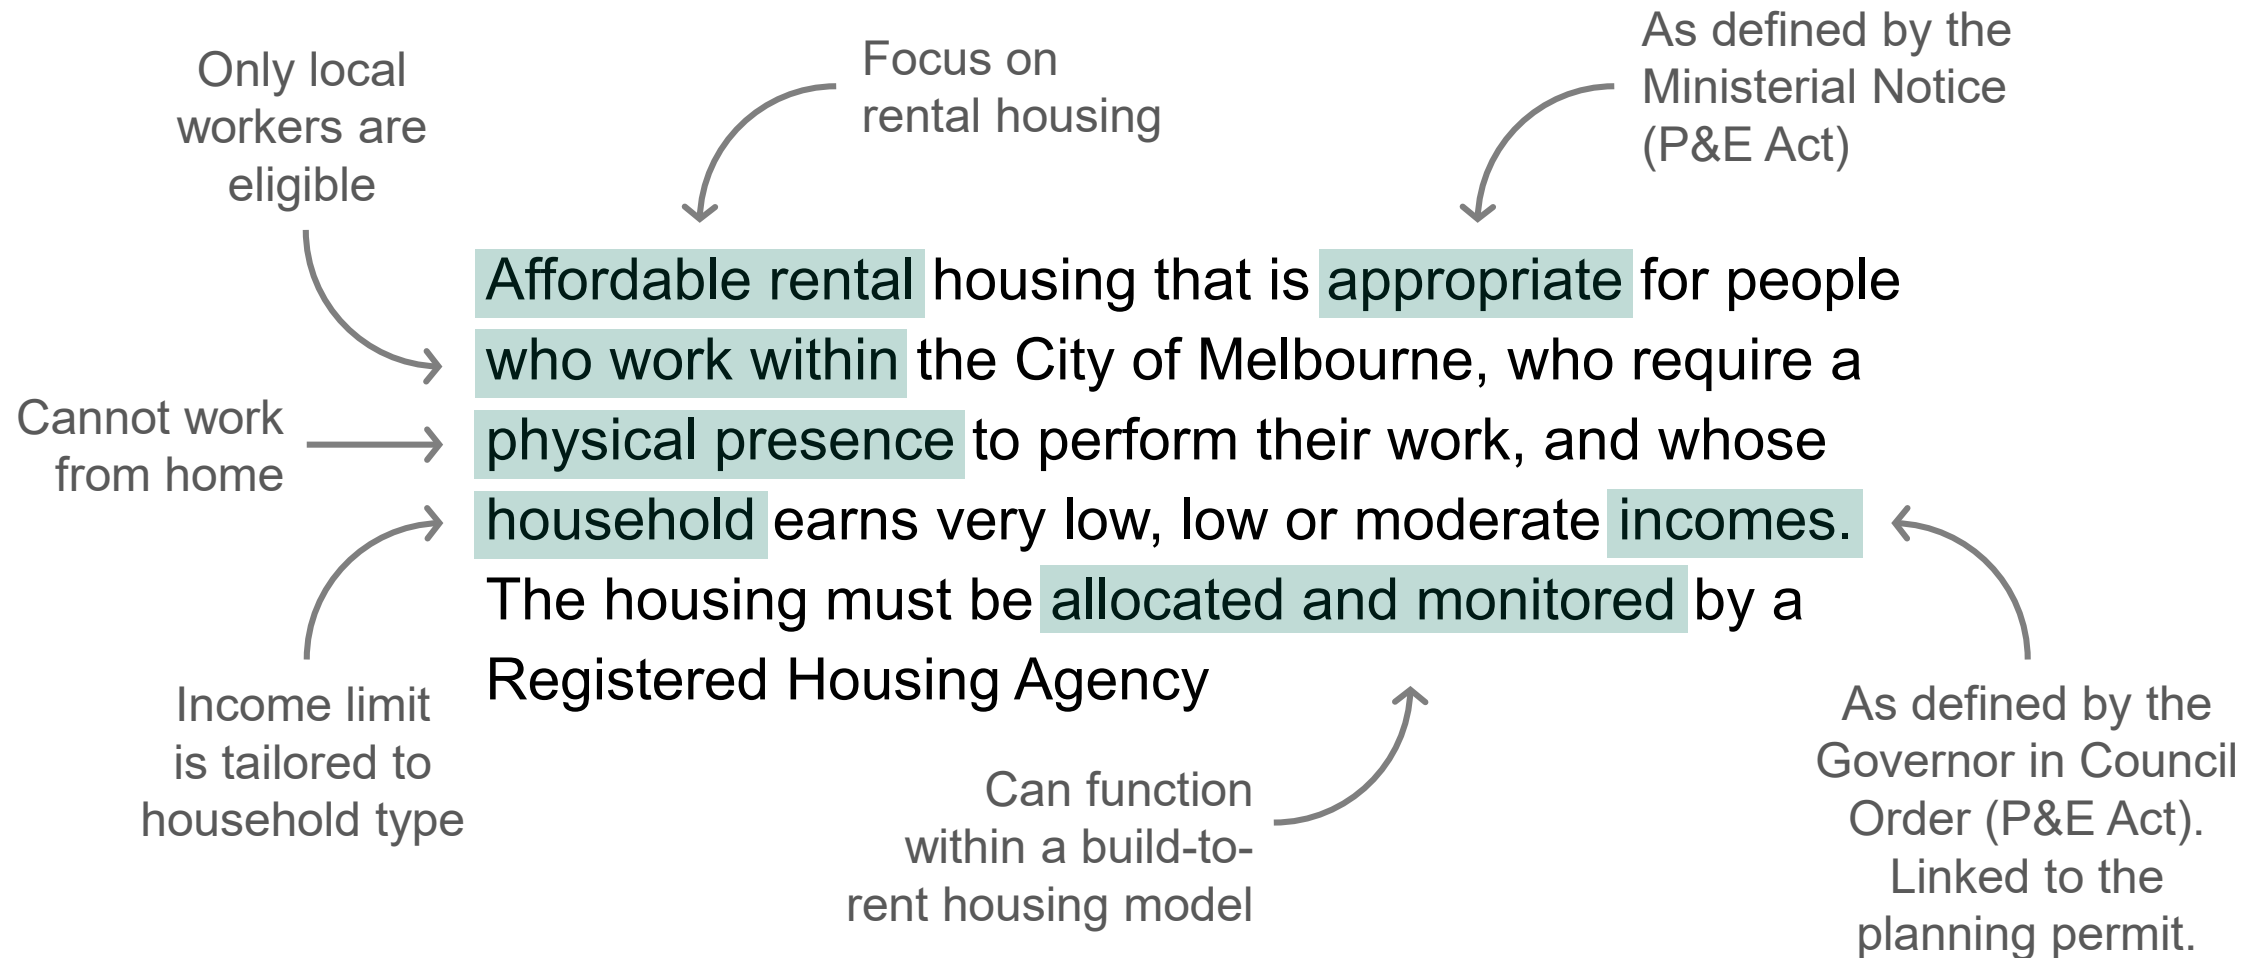 Only local
workers are
eligible
Focus on
rental housing
As defined by the
Ministerial Notice
(P&E Act)
Affordable rental housing that is appropriate for people
who work within the City of Melbourne, who require a
physical presence to perform their work, and whose
household earns very low, low or moderate incomes.
The housing must be allocated and monitored by a
Registered Housing Agency
Cannot work
from home
Income limit
is tailored to
household type
Can function
within a build-to-
rent housing model
As defined by the
Governor in Council
Order (P&E Act).
Linked to the
planning permit.